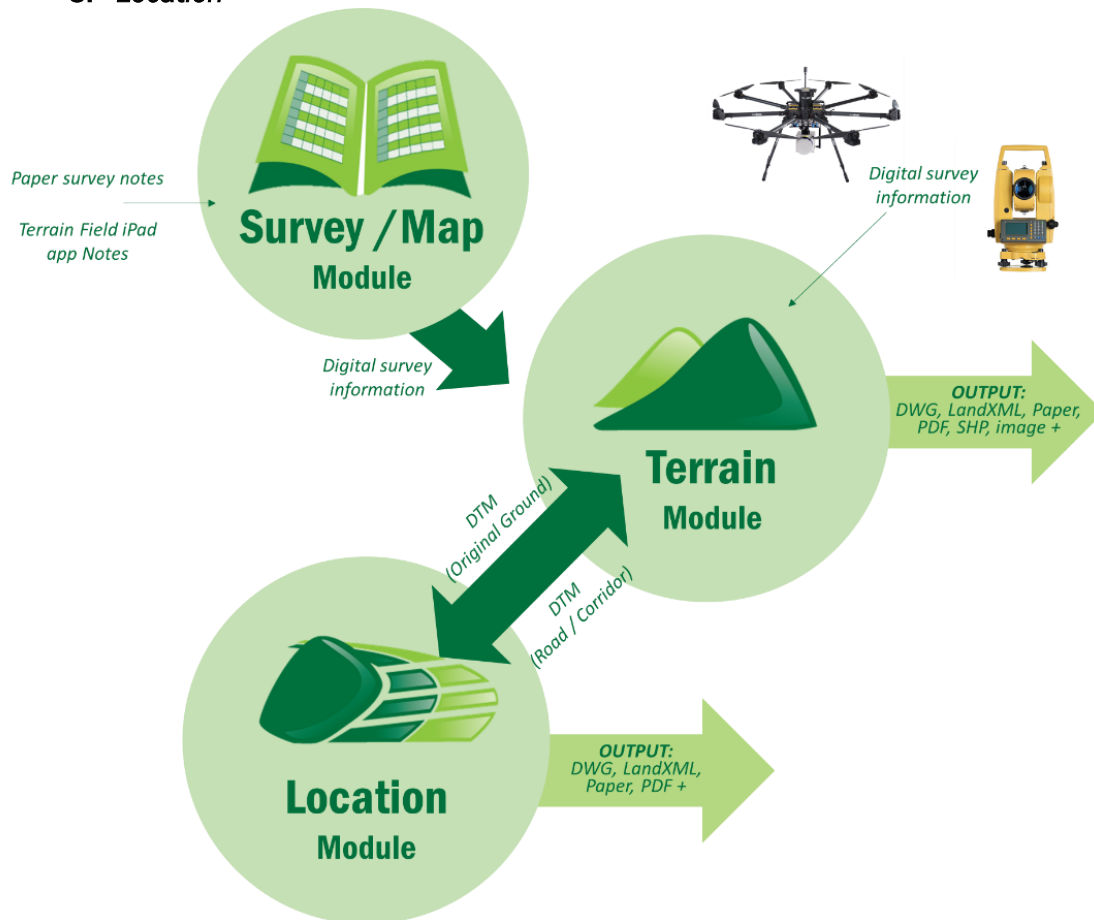 Location
Paper survey notes
Terrain Field iPad
app Notes
Survey / Map
Module
Digital survey
information
Digital survey
information
Terrain
Module
OUTPUT:
DWG, LandXML, Paper,
PDF, SHP, image +
DTM
(Original Ground)
DTM
(Road / Corridor)
Location
Module
OUTPUT:
DWG, LandXML,
Paper, PDF +